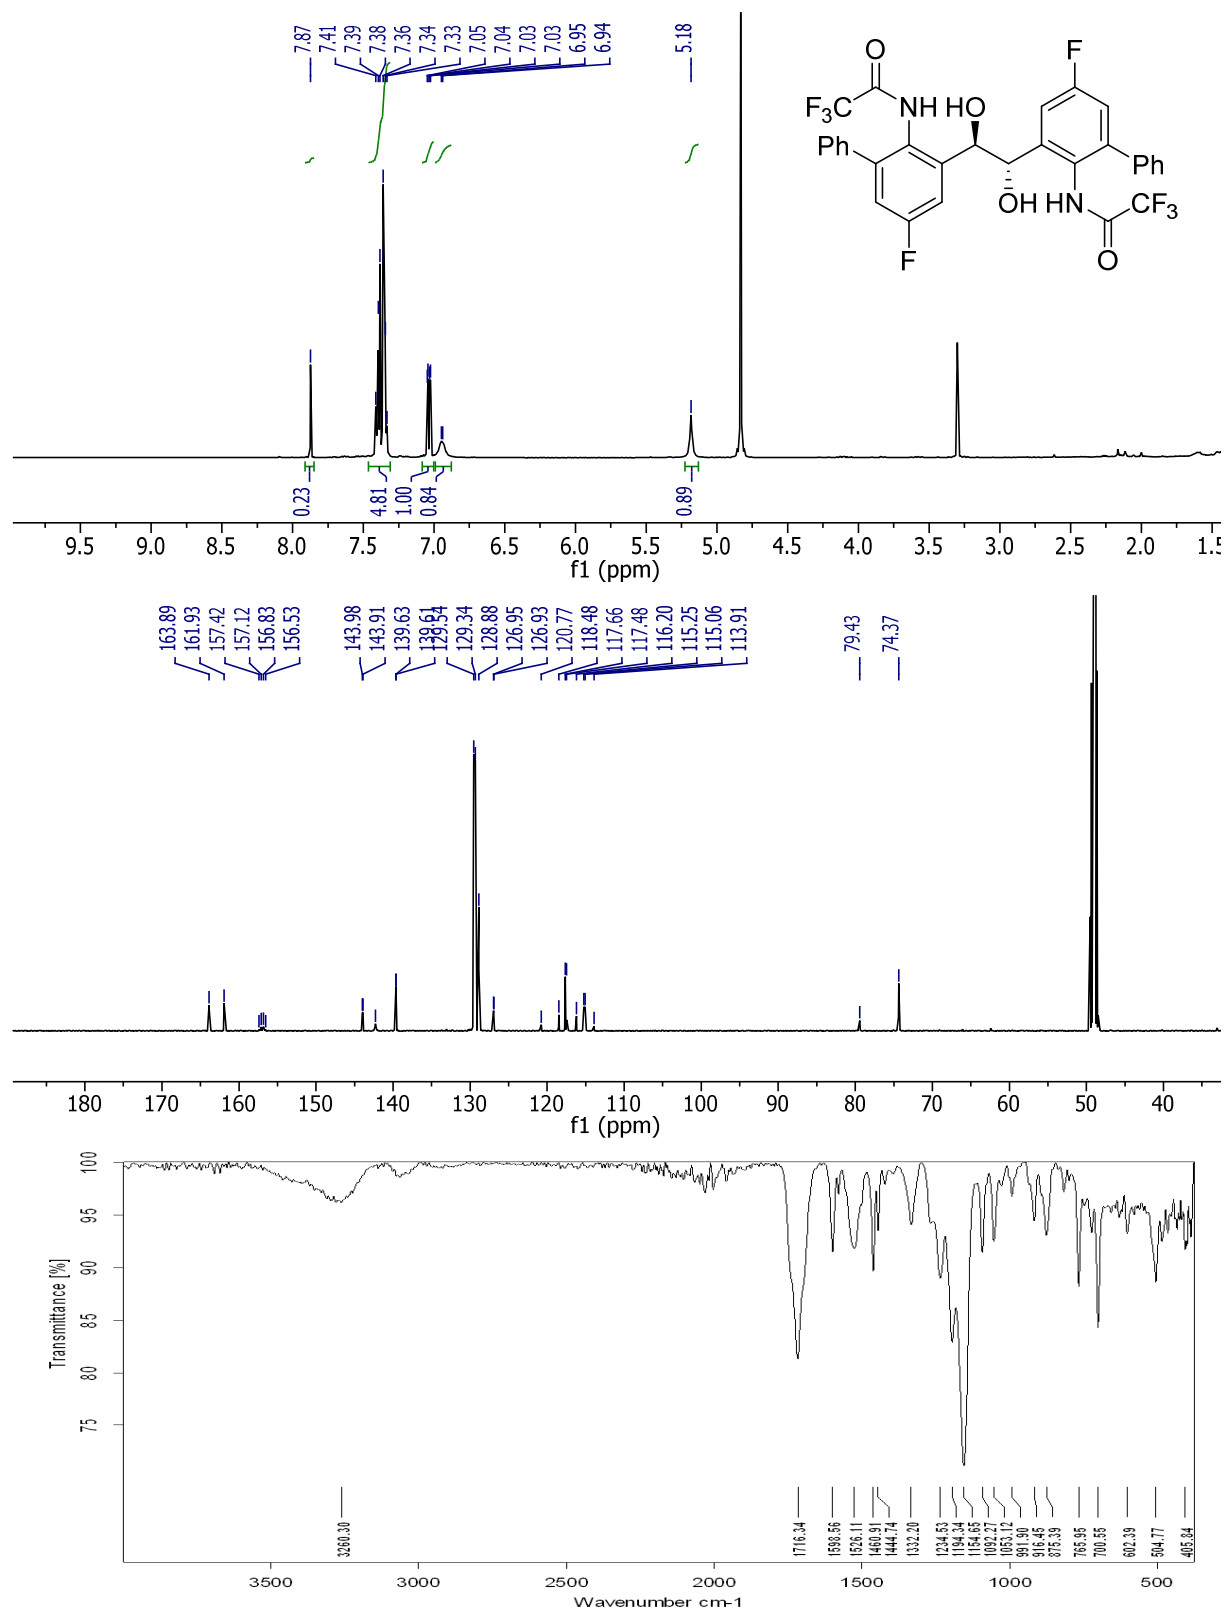 7.87 7.41 7.39 7.38 7.36 7.34 7.33 7.05 7.04 7.03 7.03 6.95 6.94 5.18
O
F
F3C
NH
HO
Ph
Ph
OH
HN
CF3
F
O
0.23 4.81 1.00 0.84 0.89
9.5 9.0 8.5 8.0 7.5 7.0 6.5 6.0 5.5 5.0 4.5 4.0 3.5 3.0 2.5 2.0 1.5
f1 (ppm)
163.89 161.93 157.42 157.12 156.83 156.53 143.98 143.91 139.63 139.61 129.54 129.34 128.88 126.95 126.93 120.77 118.48 117.66 117.48 116.20 115.25 115.06 113.91 79.43 74.37
180 170 160 150 140 130 120 110 100 90 80 70 60 50 40
f1 (ppm)
100
95
90
85
80
75
Transmittance [%]
3260.30 1716.34 1598.56 1526.11 1460.91 1444.74 1332.20 1234.53 1194.34 1154.65 1092.27 1053.12 991.90 916.45 875.39 765.95 700.55 602.39 504.77 405.84
3500 3000 2500 2000 1500 1000 500
Wavenumber cm-1